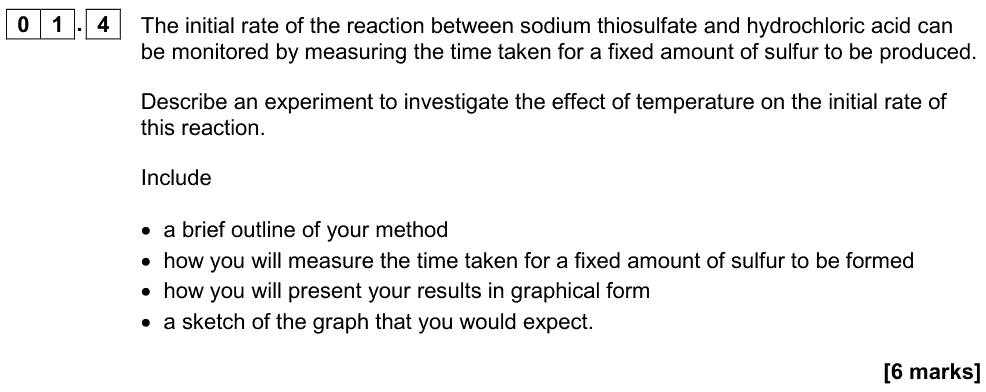 01.4 The initial rate of the reaction between sodium thiosulfate and hydrochloric acid can
be monitored by measuring the time taken for a fixed amount of sulfur to be produced.
Describe an experiment to investigate the effect of temperature on the initial rate of
this reaction.
Include
• a brief outline of your method
• how you will measure the time taken for a fixed amount of sulfur to be formed
• how you will present your results in graphical form
• a sketch of the graph that you would expect.
[6 marks]